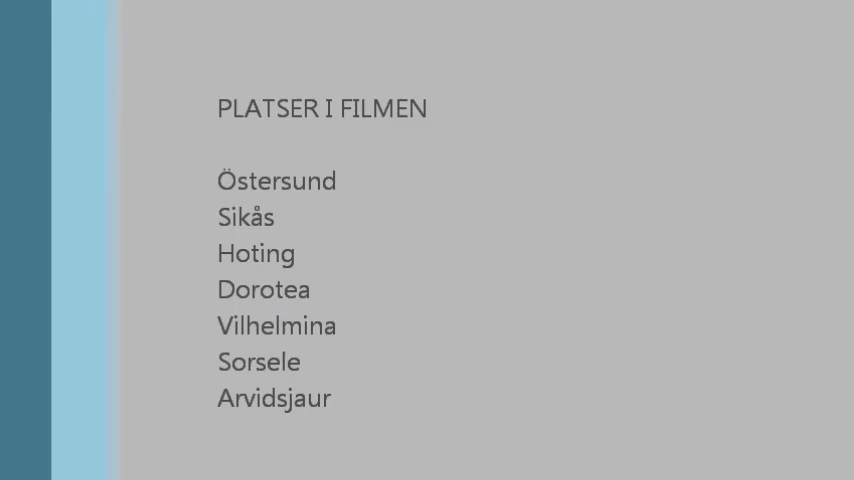 PLATSER I FILMEN
Östersund
Sikås
Hoting
Dorotea
Vilhelmina
Sorsele
Arvidsjaur